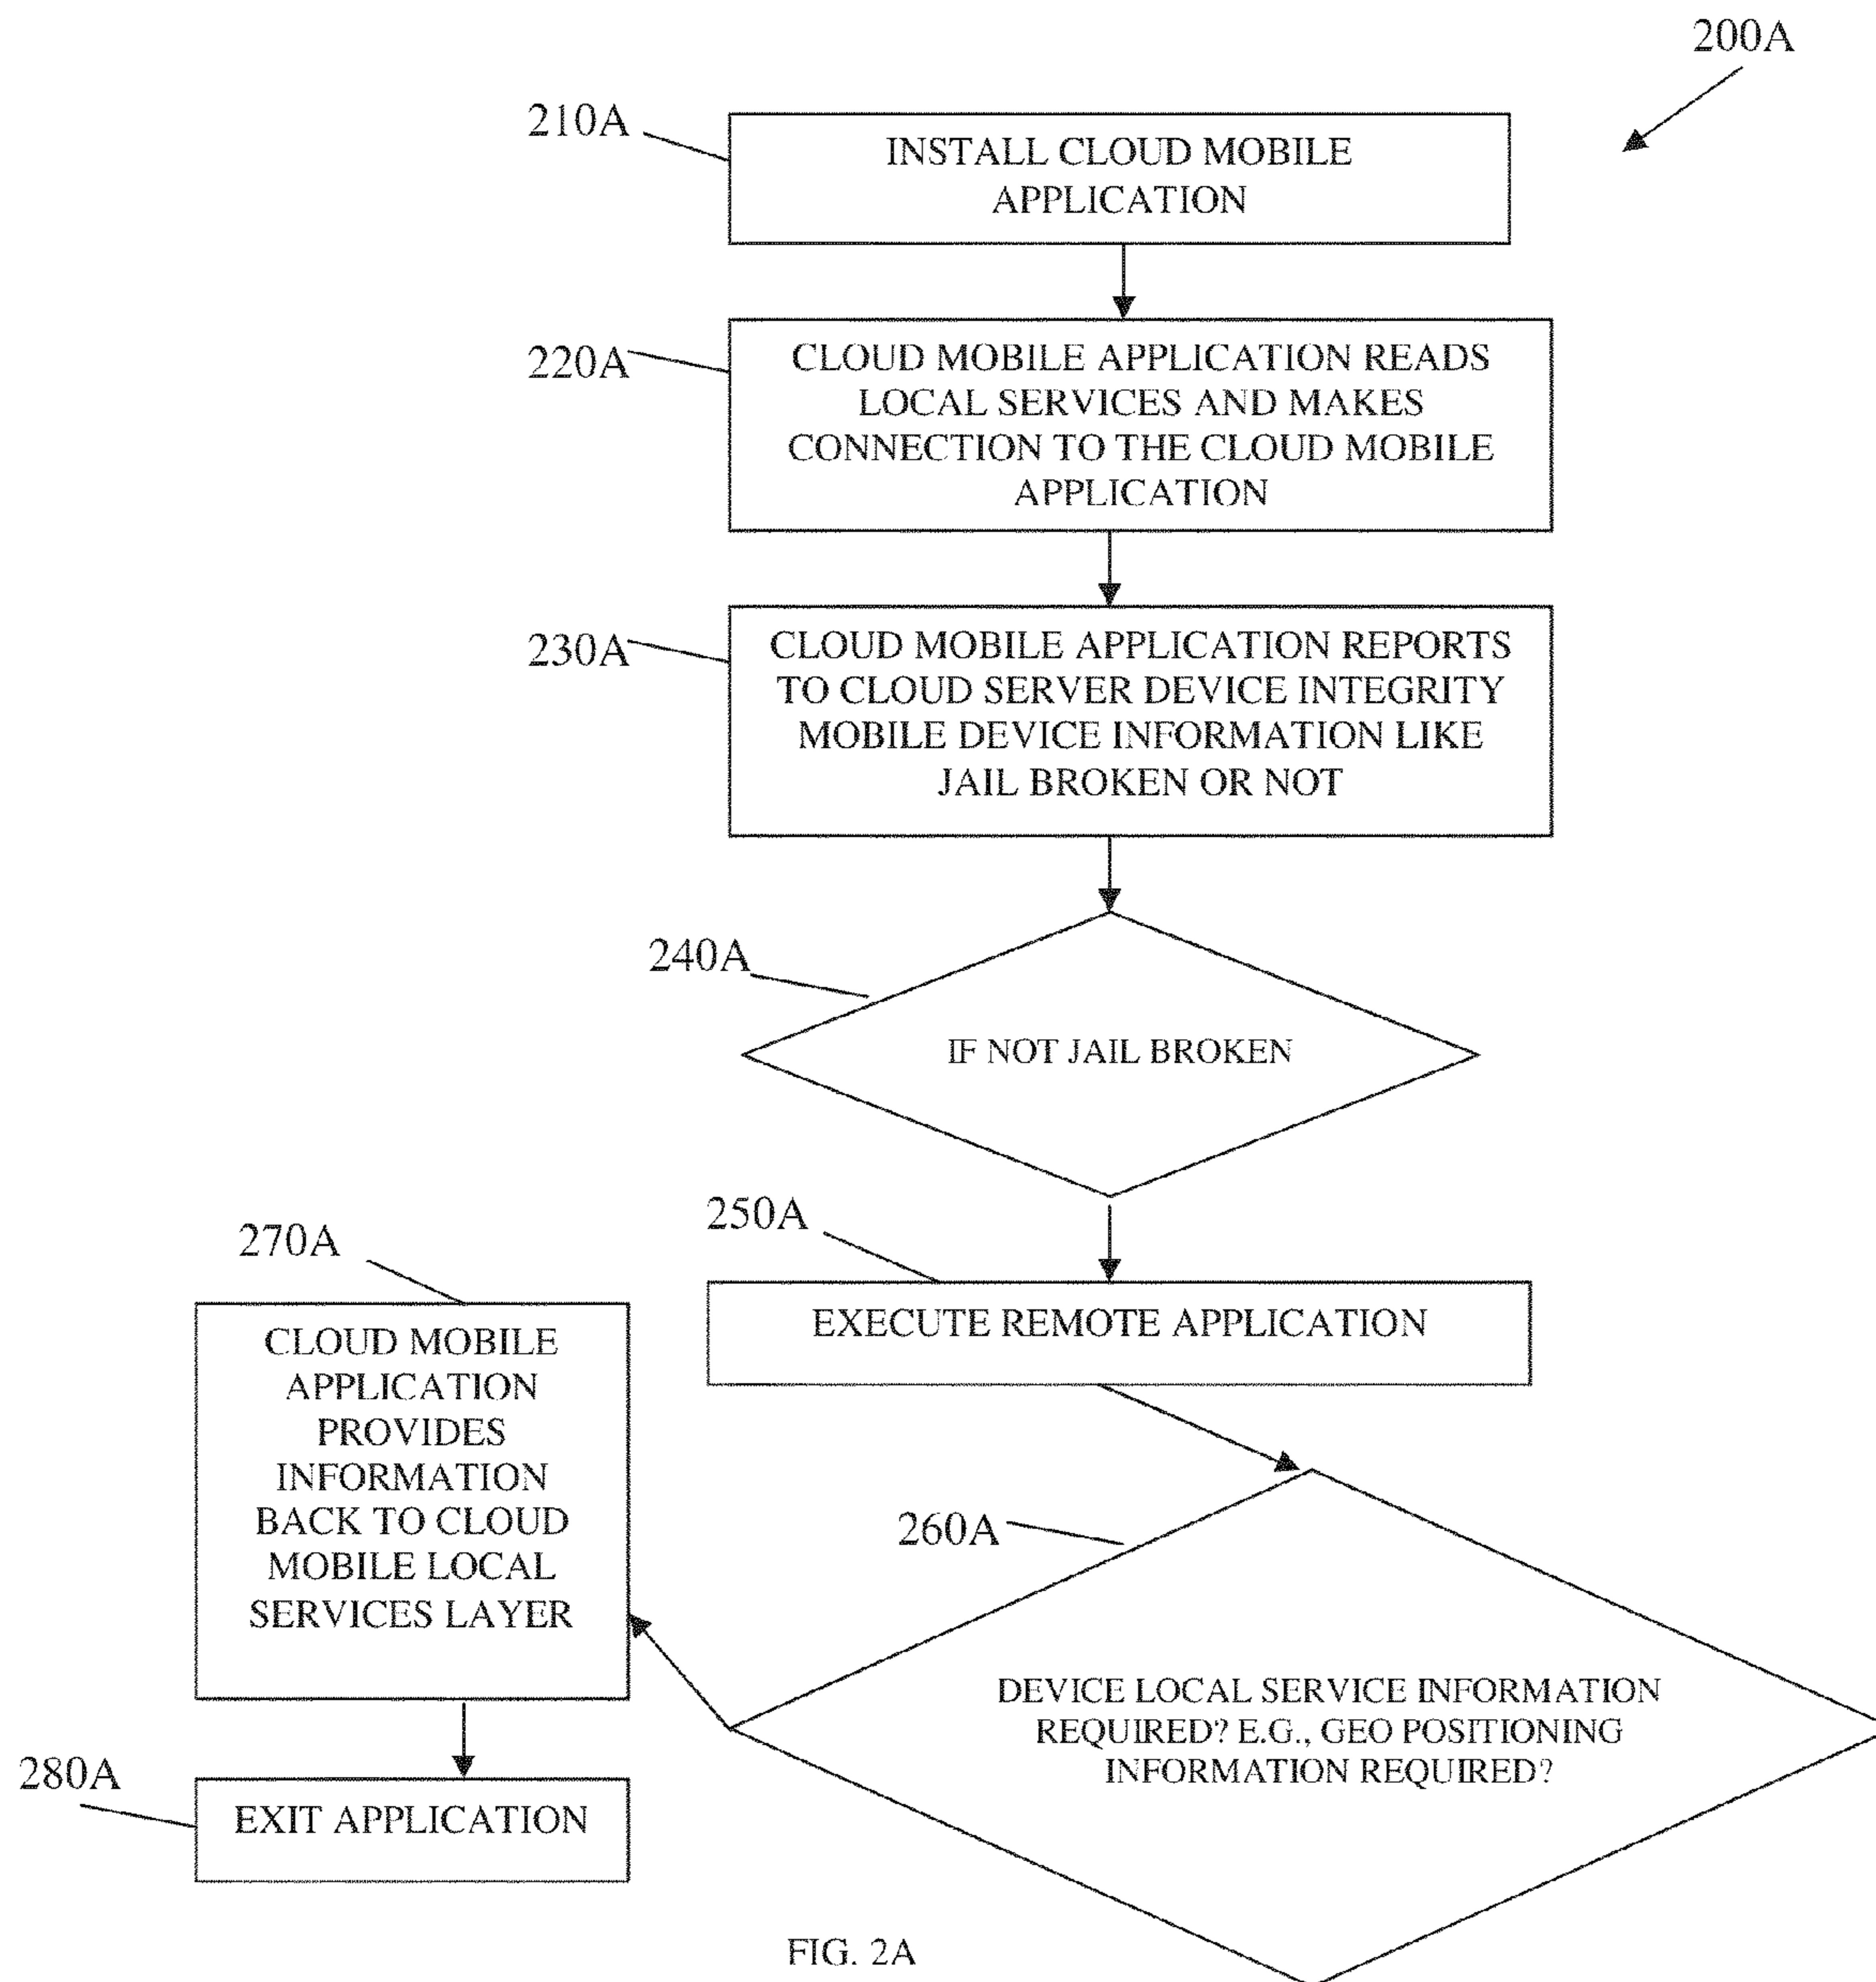 200A
210A
INSTALL CLOUD MOBILE
APPLICATION
220A
CLOUD MOBILE APPLICATION READS
LOCAL SERVICES AND MAKES
CONNECTION TO THE CLOUD MOBILE
APPLICATION
230A
CLOUD MOBILE APPLICATION REPORTS
TO CLOUD SERVER DEVICE INTEGRITY
MOBILE DEVICE INFORMATION LIKE
JAIL BROKEN OR NOT
240A
IF NOT JAIL BROKEN
250A
EXECUTE REMOTE APPLICATION
260A
DEVICE LOCAL SERVICE INFORMATION
REQUIRED? E.G., GEO POSITIONING
INFORMATION REQUIRED?
270A
CLOUD MOBILE
APPLICATION
PROVIDES
INFORMATION
BACK TO CLOUD
MOBILE LOCAL
SERVICES LAYER
280A
EXIT APPLICATION
FIG. 2A